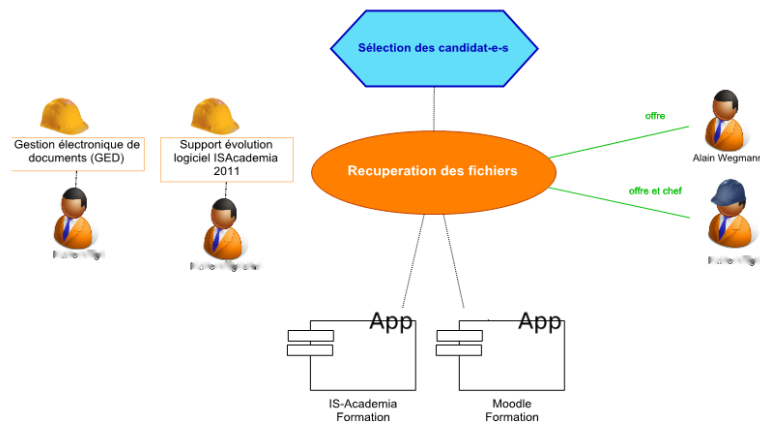 Sélection des candidat-e-s
Gestion électronique de
documents (GED)
Support évolution
logiciel ISAcademia
2011
Recuperation des fichiers
offre
Alain Wegmann
offre et chef
App
App
IS-Academia
Formation
Moodle
Formation